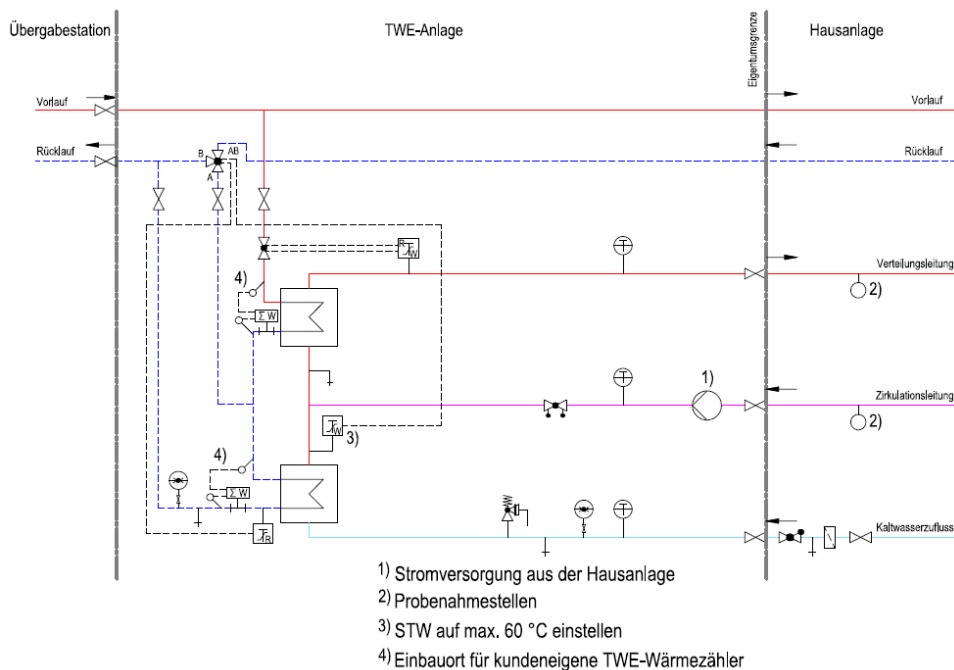 Übergabestation
TWE-Anlage
Eigentumsgrenze
Hausanlage
Vorlauf
Vorlauf
Rücklauf
B
AB
A
Rücklauf
R
W
T
Verteilungsleitung
4)
2)
Σ W
T
1)
Zirkulationsleitung
W
3)
2)
4)
Σ W
T
Kaltwasserzufluss
R
1) Stromversorgung aus der Hausanlage
2) Probenahmestellen
3) STW auf max. 60 °C einstellen
4) Einbauort für kundeneigene TWE-Wärmezähler